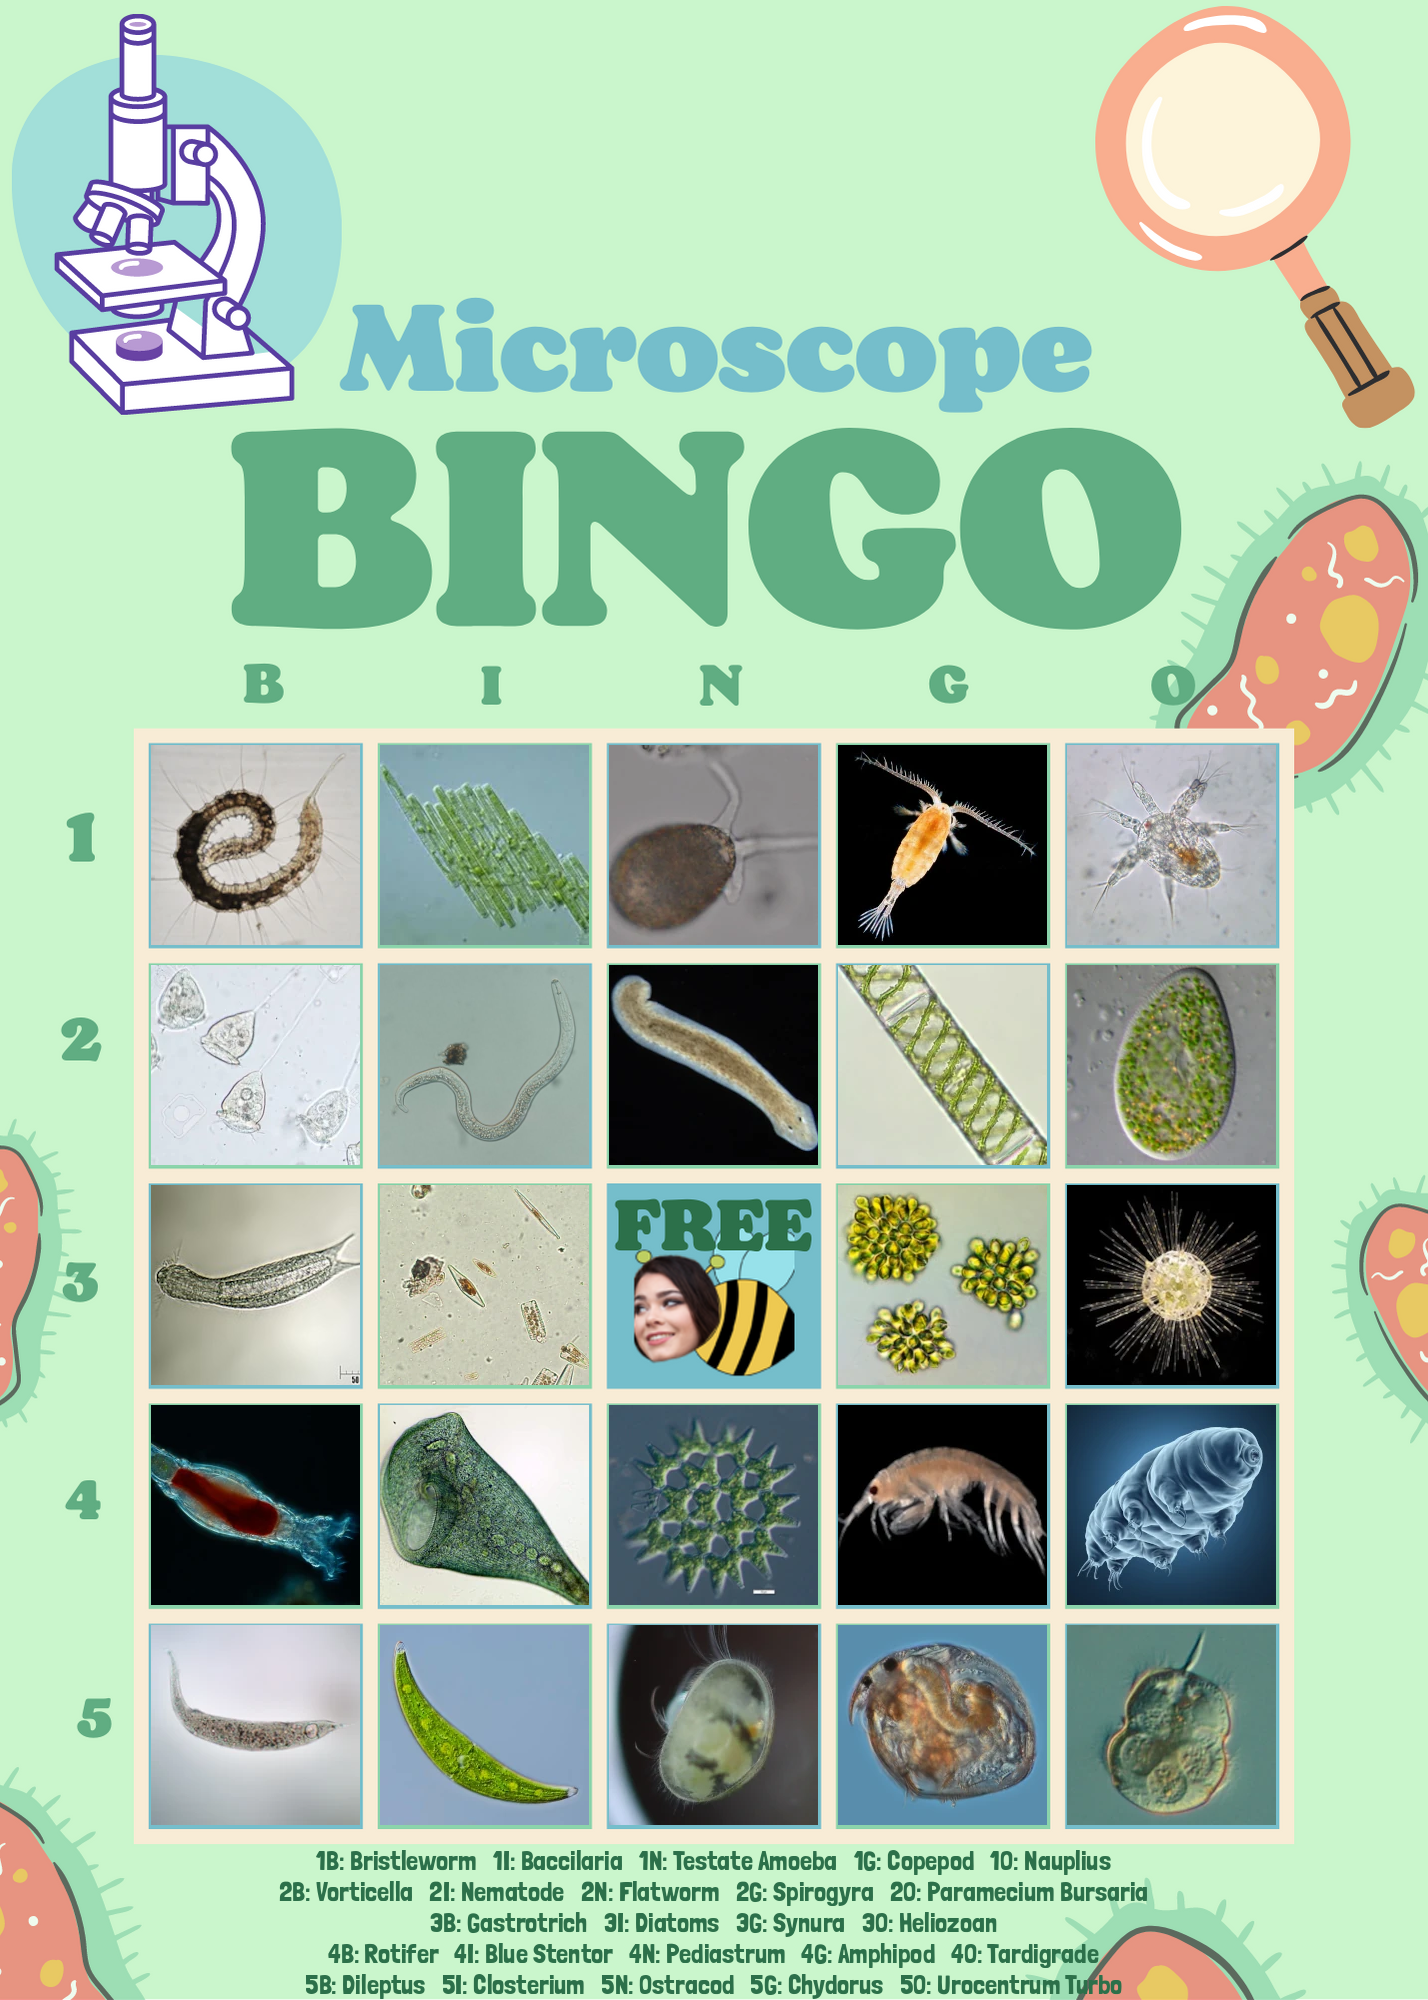 Microscope
BINGO
B I N G O
1
2
3
FREE
50
4
5
1B: Bristleworm 1I: Baccilaria 1N: Testate Amoeba 1G: Copepod 1O: Nauplius
2B: Vorticella 2I: Nematode 2N: Flatworm 2G: Spirogyra 2O: Paramecium Bursaria
3B: Gastrotrich 3I: Diatoms 3G: Synura 3O: Heliozoan
4B: Rotifer 4I: Blue Stentor 4N: Pediastrum 4G: Amphipod 4O: Tardigrade
5B: Dileptus 5I: Closterium 5N: Ostracod 5G: Chydorus 5O: Urocentrum Turbo